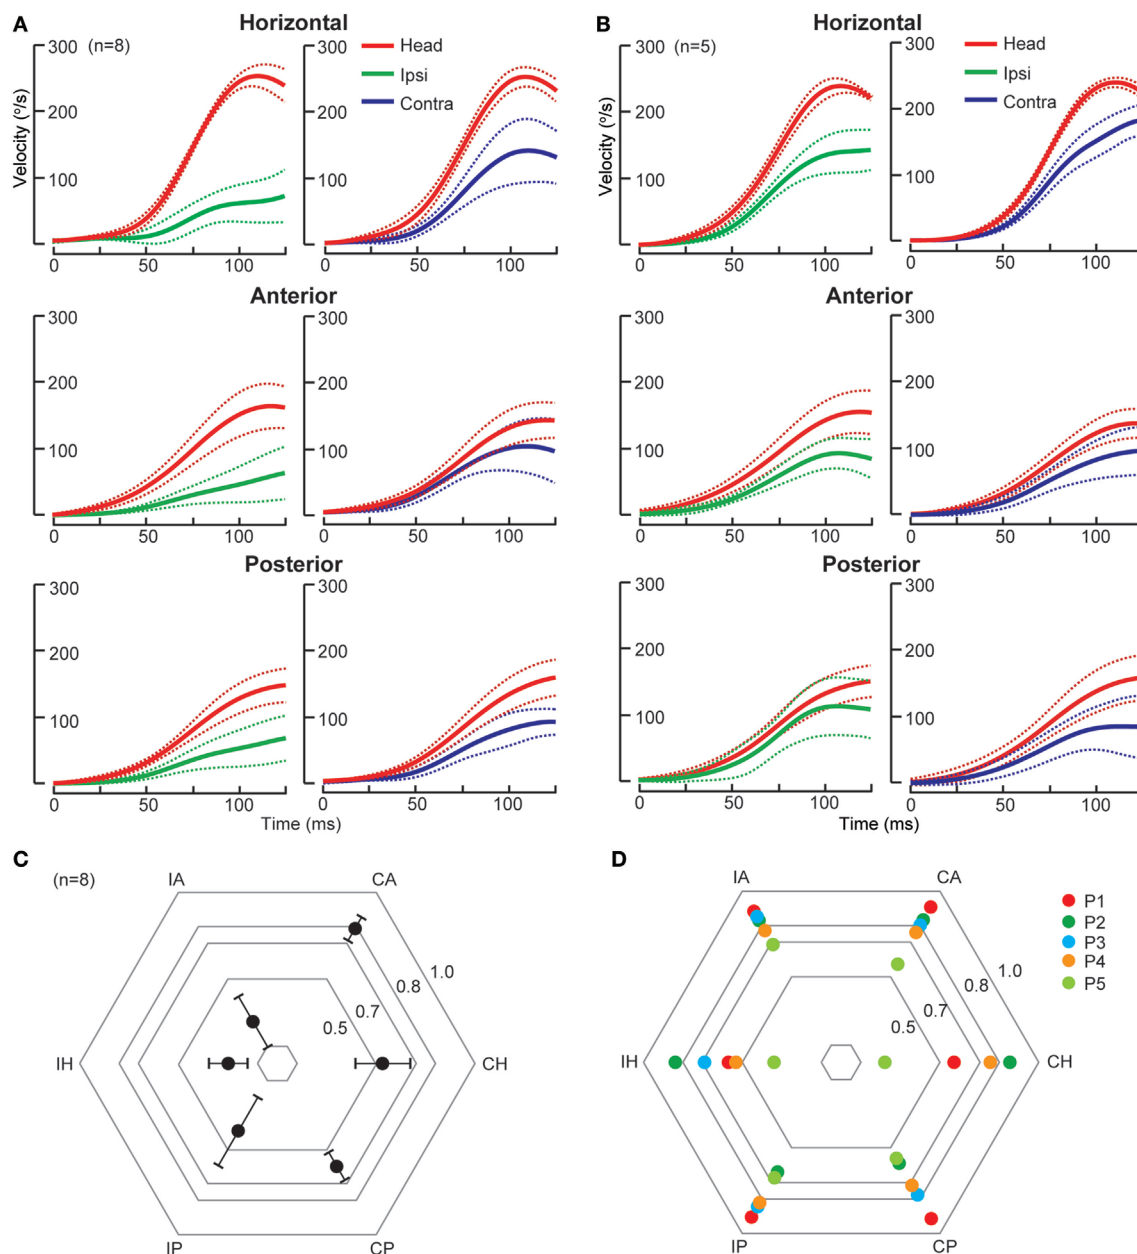 A
Horizontal
B
Horizontal
300
(n=8)
300
Head
Ipsi
Contra
300
(n=5)
300
Head
Ipsi
Contra
200
200
200
200
100
100
100
100
Velocity (°/s)
Velocity (°/s)
0
50
100
0
50
100
0
50
100
0
50
100
Anterior
Anterior
300
300
300
300
200
200
200
200
100
100
100
100
0
50
100
0
50
100
0
50
100
0
50
100
Posterior
Posterior
300
300
300
300
200
200
200
200
100
100
100
100
0
50
100
0
50
100
0
50
100
0
50
100
Time (ms)
Time (ms)
C
(n=8)
IA
CA
1.0
0.8
0.7
0.5
IH
CH
IP
CP
D
IA
CA
P1
P2
P3
P4
P5
1.0
0.8
0.7
0.5
IH
CH
IP
CP